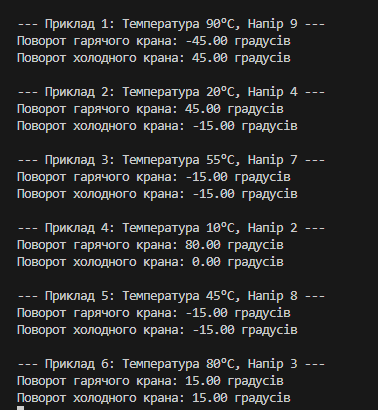 --- Приклад 1: Температура 90°C, Напір 9 ---
Поворот гарячого крана: -45.00 градусів
Поворот холодного крана: 45.00 градусів
--- Приклад 2: Температура 20°C, Напір 4 ---
Поворот гарячого крана: 45.00 градусів
Поворот холодного крана: -15.00 градусів
--- Приклад 3: Температура 55°C, Напір 7 ---
Поворот гарячого крана: -15.00 градусів
Поворот холодного крана: -15.00 градусів
--- Приклад 4: Температура 10°C, Напір 2 ---
Поворот гарячого крана: 80.00 градусів
Поворот холодного крана: 0.00 градусів
--- Приклад 5: Температура 45°C, Напір 8 ---
Поворот гарячого крана: -15.00 градусів
Поворот холодного крана: -15.00 градусів
--- Приклад 6: Температура 80°C, Напір 3 ---
Поворот гарячого крана: 15.00 градусів
Поворот холодного крана: 15.00 градусів